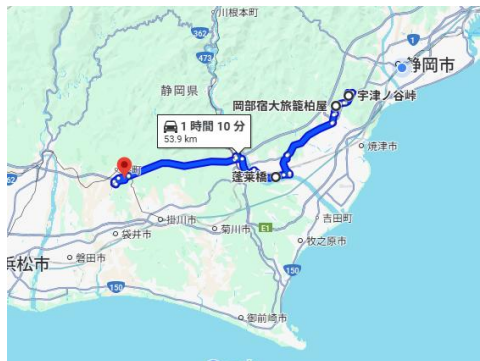 川根本町
362
1
473
静岡市
静岡県
宇津ノ谷峠
岡部宿大旅籠柏屋
1 時間 10 分
53.9 km
焼津市
町
蓬莱橋
掛川市
吉田町
袋井市
菊川市
E1
牧之原市
磐田市
浜松市
150
150
御前崎市